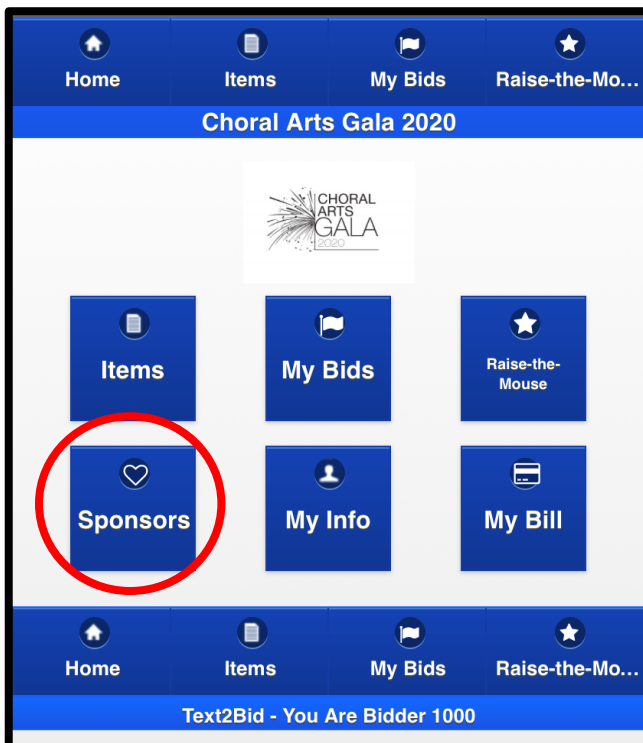 Home Items My Bids Raise-the-Mo...
Choral Arts Gala 2020
CHORAL
ARTS
GALA
2020
Items My Bids Raise-the-
Mouse
Sponsors My Info My Bill
Home Items My Bids Raise-the-Mo...
Text2Bid - You Are Bidder 1000